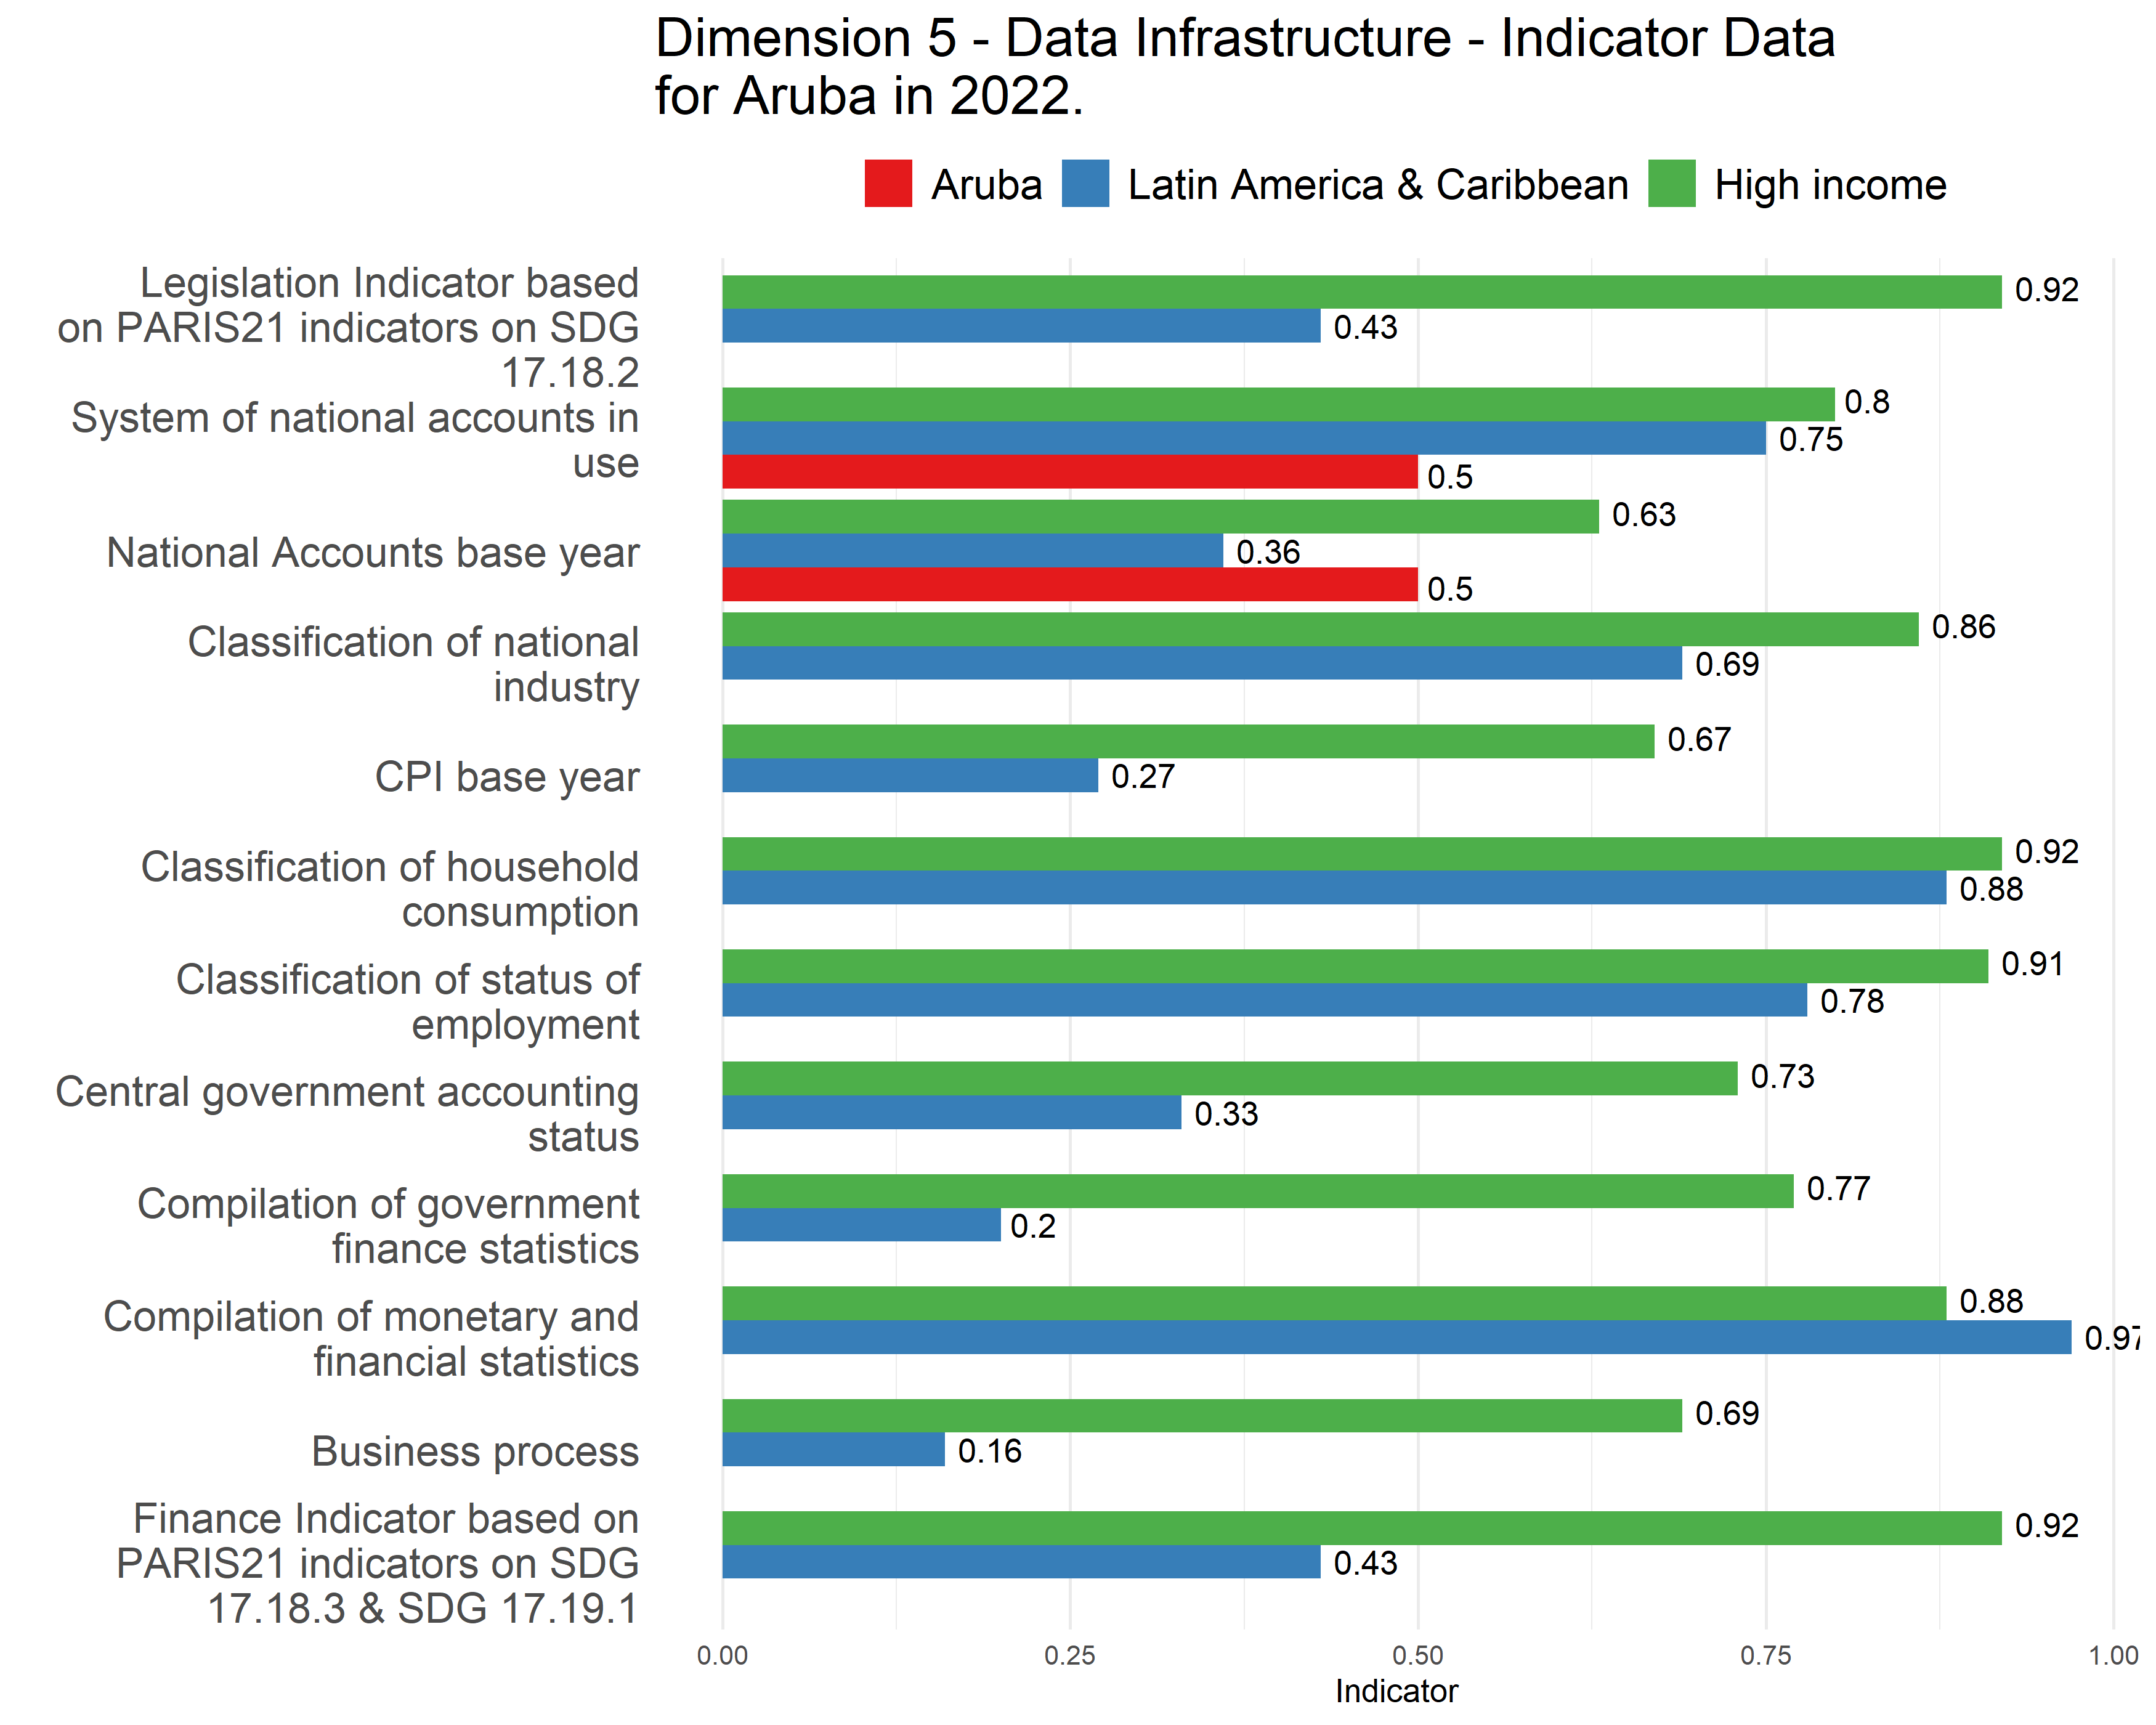 Dimension 5 - Data Infrastructure - Indicator Data
for Aruba in 2022.
Aruba
Latin America & Caribbean
High income
Legislation Indicator based
on PARIS21 indicators on SDG
17.18.2
0.92
0.43
System of national accounts in
use
0.8
0.75
0.5
National Accounts base year
0.63
0.36
0.5
Classification of national
industry
0.86
0.69
CPI base year
0.67
0.27
Classification of household
consumption
0.92
0.88
Classification of status of
employment
0.91
0.78
Central government accounting
status
0.73
0.33
Compilation of government
finance statistics
0.77
0.2
Compilation of monetary and
financial statistics
0.88
0.97
Business process
0.69
0.16
Finance Indicator based on
PARIS21 indicators on SDG
17.18.3 & SDG 17.19.1
0.92
0.43
0.00
0.25
0.50
0.75
1.00
Indicator